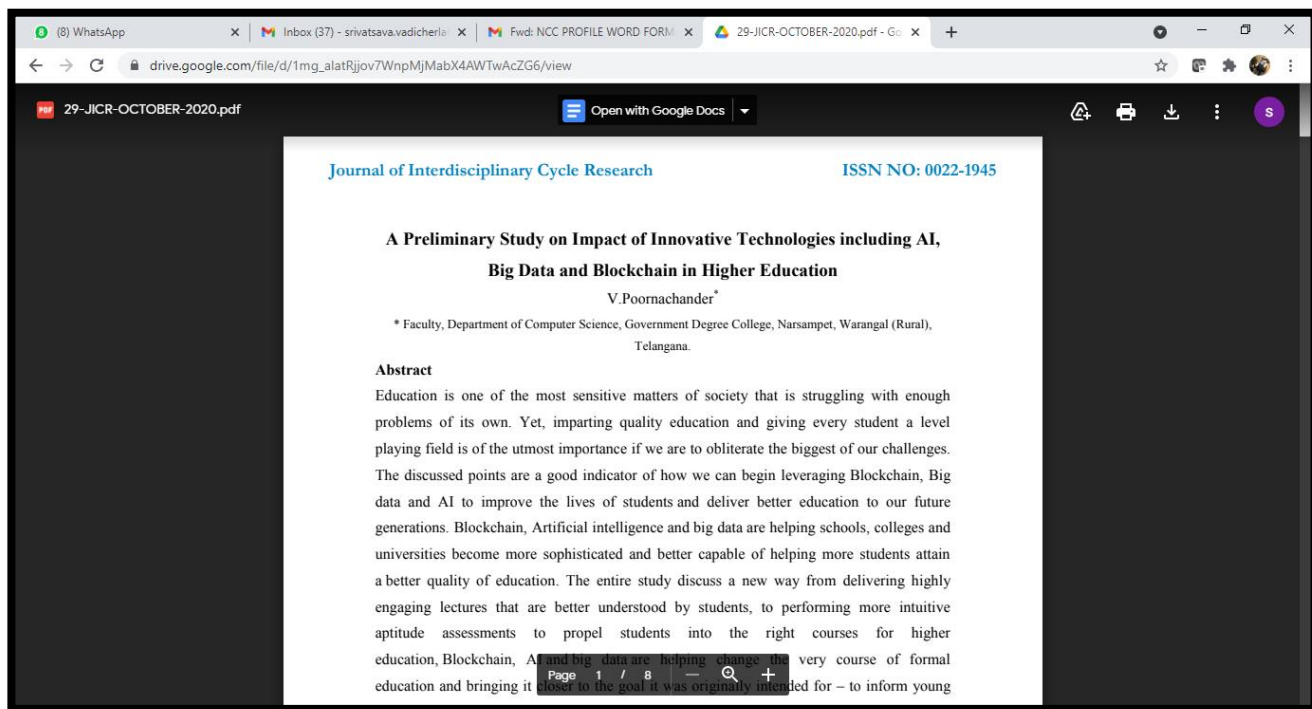 (8) WhatsApp
Inbox (37) - srivatsava.vadicherla
Fwd: NCC PROFILE WORD FORM
29-JICR-OCTOBER-2020.pdf - Go
drive.google.com/file/d/1mg_alatRjjov7WnpMjMabX4AWTwAcZG6/view
PDF 29-JICR-OCTOBER-2020.pdf
Open with Google Docs
S
Journal of Interdisciplinary Cycle Research ISSN NO: 0022-1945
A Preliminary Study on Impact of Innovative Technologies including AI,
Big Data and Blockchain in Higher Education
V.Poornachander*
* Faculty, Department of Computer Science, Government Degree College, Narsampet, Warangal (Rural),
Telangana.
Abstract
Education is one of the most sensitive matters of society that is struggling with enough
problems of its own. Yet, imparting quality education and giving every student a level
playing field is of the utmost importance if we are to obliterate the biggest of our challenges.
The discussed points are a good indicator of how we can begin leveraging Blockchain, Big
data and AI to improve the lives of students and deliver better education to our future
generations. Blockchain, Artificial intelligence and big data are helping schools, colleges and
universities become more sophisticated and better capable of helping more students attain
a better quality of education. The entire study discuss a new way from delivering highly
engaging lectures that are better understood by students, to performing more intuitive
aptitude assessments to propel students into the right courses for higher
education, Blockchain, AI and big data are helping change the very course of formal
education and bringing it closer to the goal it was originally intended for – to inform young
Page 1 / 8